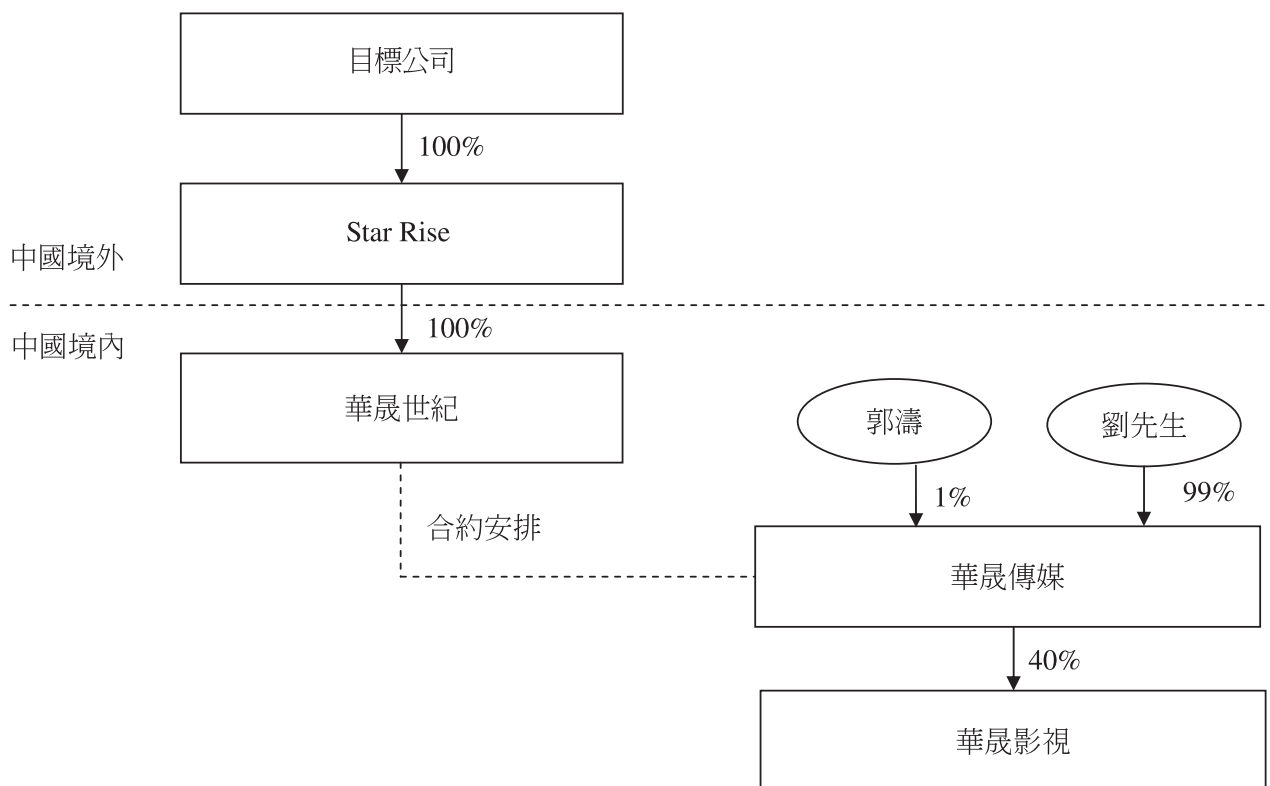 目標公司
100%
Star Rise
中國境外
100%
中國境內
華晟世紀
郭濤
劉先生
1%
99%
合約安排
華晟傳媒
40%
華晟影視